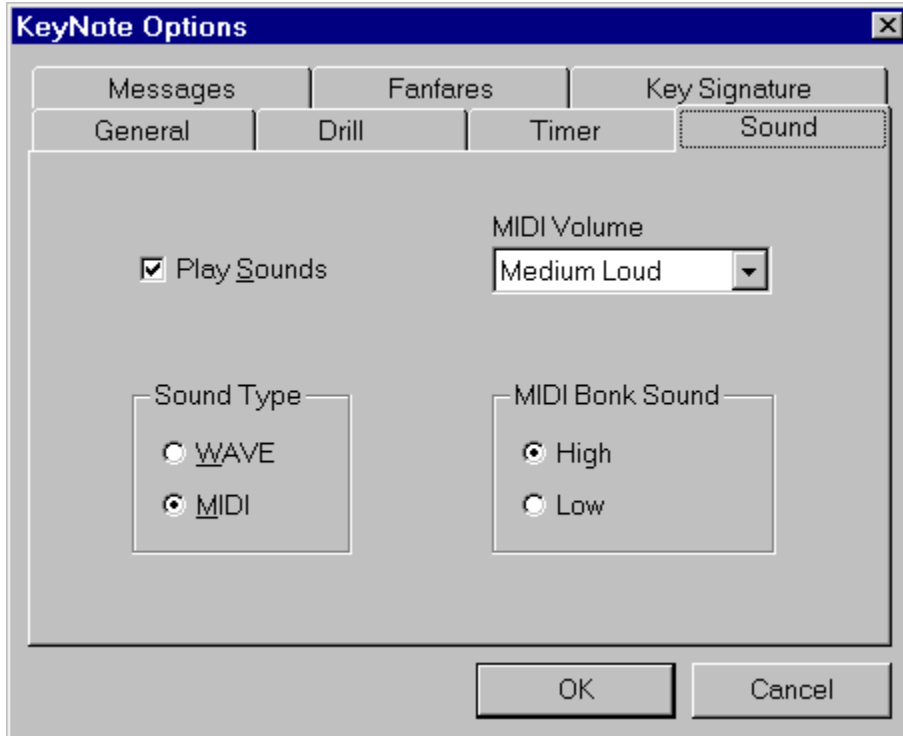 KeyNote Options
Messages Fanfares Key Signature
General Drill Timer Sound
MIDI Volume
Play Sounds Medium Loud
Sound Type MIDI Bonk Sound
WAVE High
MIDI Low
OK Cancel